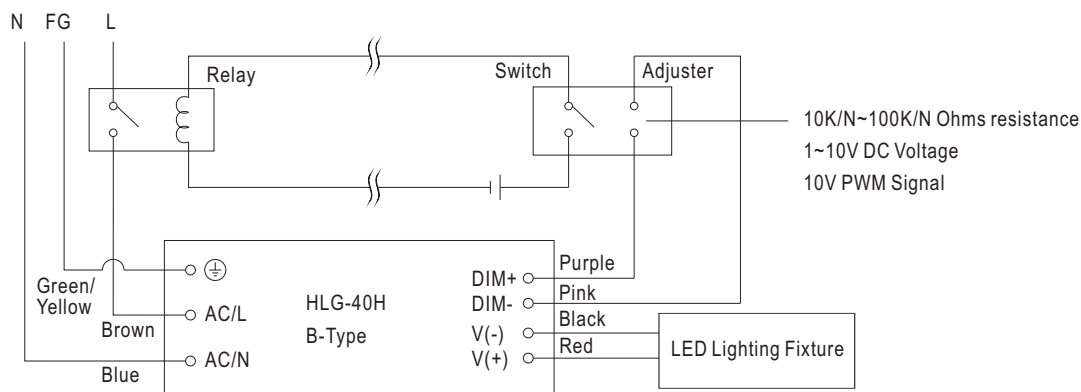 N FG L
Relay
Switch
Adjuster
10K/N~100K/N Ohms resistance
1~10V DC Voltage
10V PWM Signal
Green/
Yellow
Brown
Blue
AC/L
AC/N
HLG-40H
B-Type
DIM+
DIM-
V(-)
V(+)
Purple
Pink
Black
Red
LED Lighting Fixture